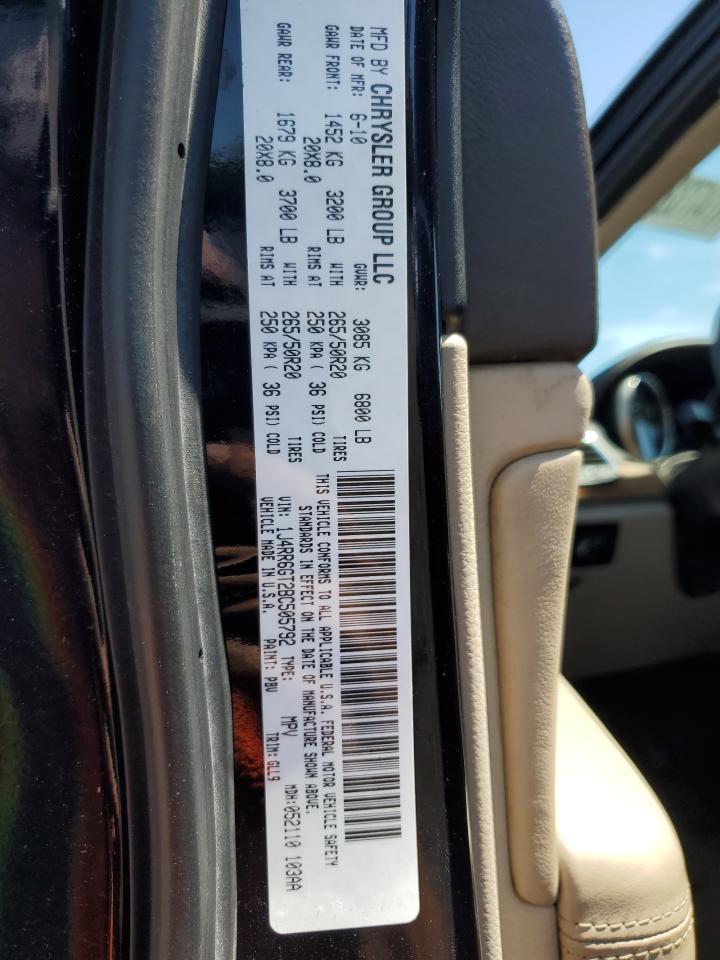 MFD BY CHRYSLER GROUP LLC
DATE OF MFR: 6-10 GVWR: 3085 KG 6800 LB
GAWR FRONT: 1452 KG 3200 LB WITH 265/50R20 TIRES
20X8.0 RIMS AT 250 KPA ( 36 PSI) COLD
GAWR REAR: 1679 KG 3700 LB WITH 265/50R20 TIRES
20X8.0 RIMS AT 250 KPA ( 36 PSI) COLD
THIS VEHICLE CONFORMS TO ALL APPLICABLE U.S.A. FEDERAL MOTOR VEHICLE SAFETY
STANDARDS IN EFFECT ON THE DATE OF MANUFACTURE SHOWN ABOVE.
MDH:052110 103AA
VIN: 1J4RR6GT2BC505792 TYPE: MPV
VEHICLE MADE IN U.S.A. PAINT: PBV TRIM: GLL9